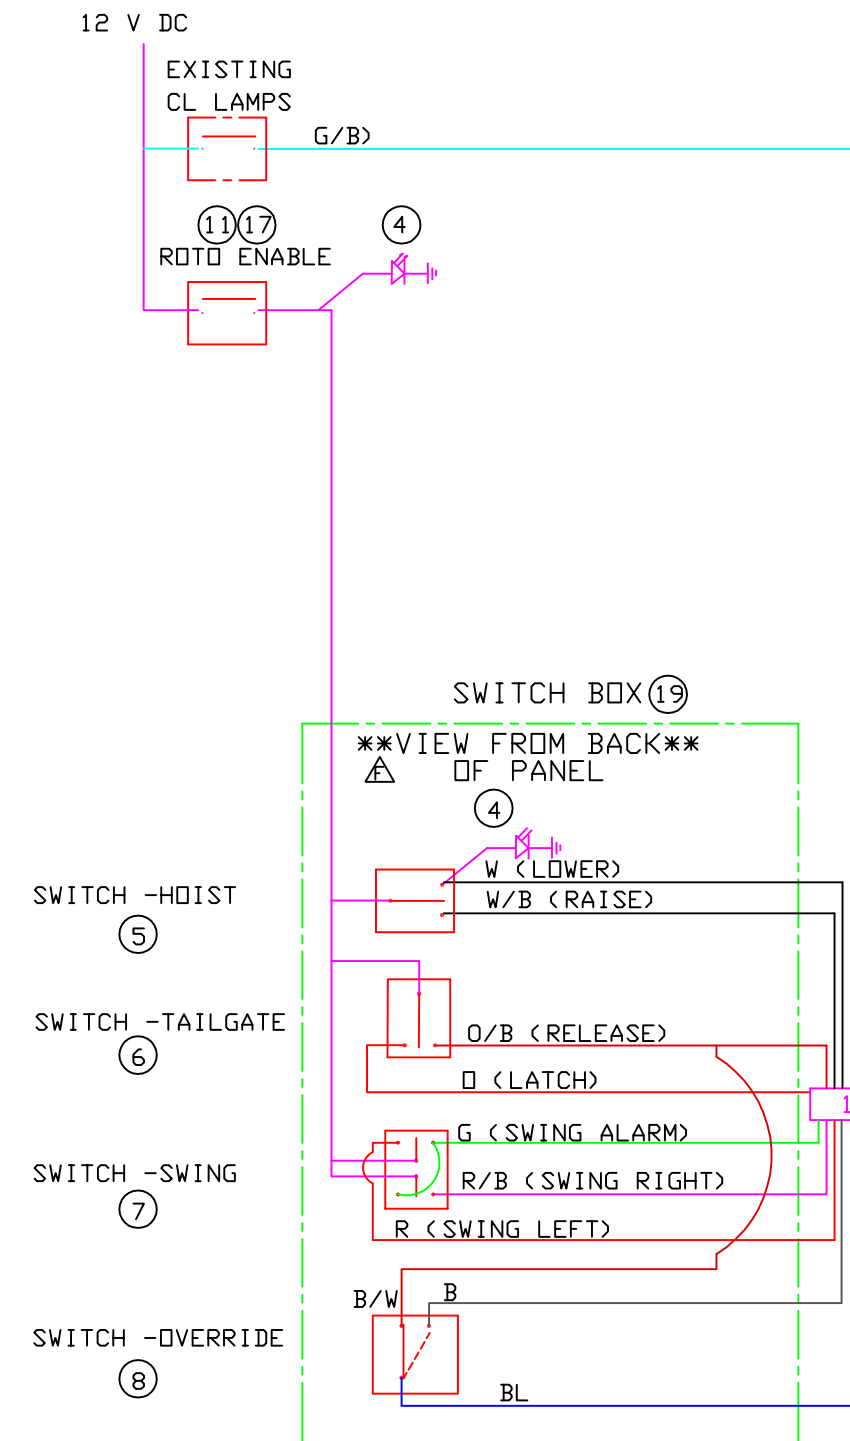 12 V DC
EXISTING
CL LAMPS
G/B)
11 17
4
ROTO ENABLE
SWITCH BOX 19
**VIEW FROM BACK**
F OF PANEL
4
W (LOWER)
SWITCH -HOIST
W/B (RAISE)
5
SWITCH -TAILGATE
O/B (RELEASE)
6
O (LATCH)
1
G (SWING ALARM)
SWITCH -SWING
R/B (SWING RIGHT)
7
R (SWING LEFT)
B/W
B
SWITCH -OVERRIDE
8
BL